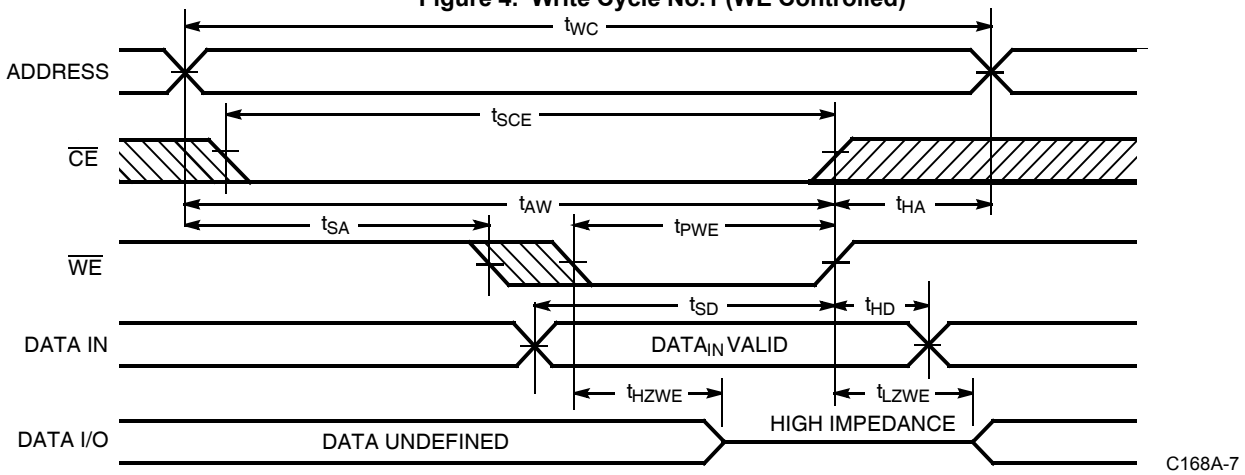 Figure 4. Write Cycle No.1 (WE Controlled)
tWC
ADDRESS
tSCE
CE
tAW
tHA
tSA
tPWE
WE
tSD
tHD
DATA IN
DATAIN VALID
tHZWE
tLZWE
HIGH IMPEDANCE
DATA I/O
DATA UNDEFINED
C168A-7